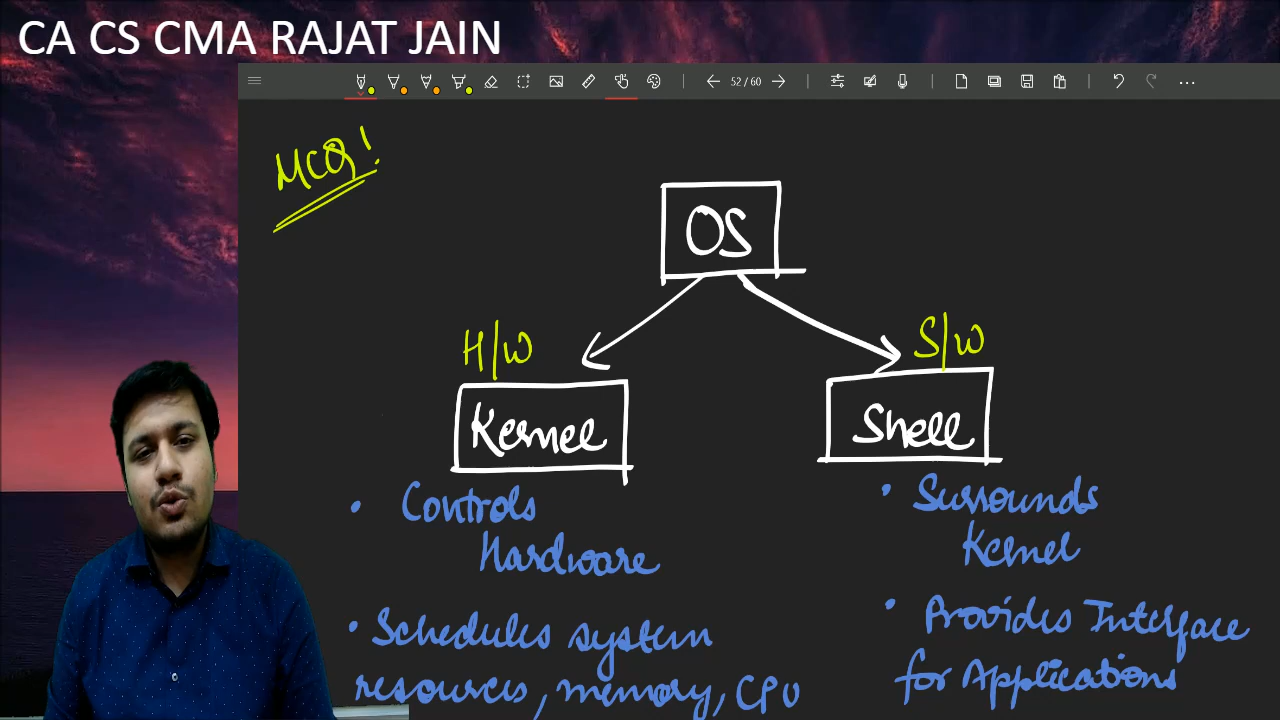 CA CS CMA RAJAT JAIN
52/60
MCQ!
OS
H/W
S/W
Kernel
Shell
• Controls
Hardware
• Surrounds
Kernel
• Schedules system
resources, memory, CPU
• Provides Interface
for Applications